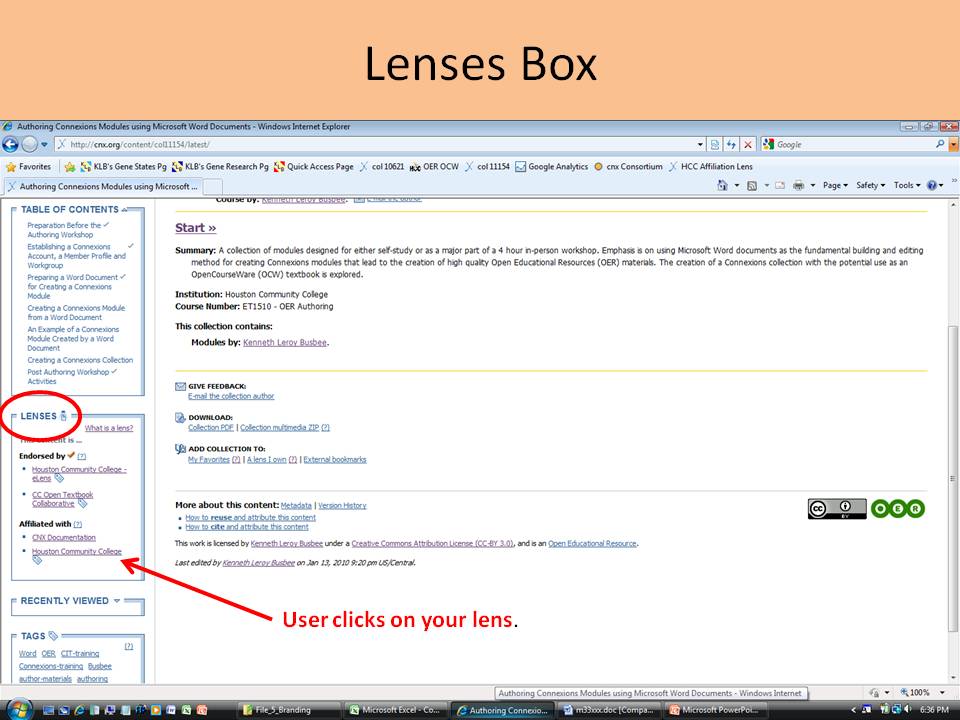 Lenses Box
Authoring Connexions Modules using Microsoft Word Documents - Windows Internet Explorer
http://cnx.org/content/col11154/latest/
Google
Favorites KLB's Gene States Pg KLB's Gene Research Pg Quick Access Page col 10621 OER OCW col 11154 Google Analytics cnx Consortium HCC Affiliation Lens
Authoring Connexions Modules using Microsoft ...
Page Safety Tools
TABLE OF CONTENTS
Preparation Before the
Authoring Workshop
Establishing a Connexions
Account, a Member Profile and
Workgroup
Preparing a Word Document
for Creating a Connexions
Module
Creating a Connexions Module
from a Word Document
An Example of a Connexions
Module Created by a Word
Document
Creating a Connexions Collection
Post Authoring Workshop
Activities
LENSES
What is a lens?
This content is ...
Endorsed by (?)
Houston Community College -
eLens
CC Open Textbook
Collaborative
Affiliated with (?)
CNX Documentation
Houston Community College
RECENTLY VIEWED
TAGS
(?)
Word OER CIT-training
Connexions-training Busbee
author-materials authoring
Course by: Kenneth Leroy Busbee. E-mail the author
Start »
Summary: A collection of modules designed for either self-study or as a major part of a 4 hour in-person workshop. Emphasis is on using Microsoft Word documents as the fundamental building and editing
method for creating Connexions modules that lead to the creation of high quality Open Educational Resources (OER) materials. The creation of a Connexions collection with the potential use as an
OpenCourseWare (OCW) textbook is explored.
Institution: Houston Community College
Course Number: ET1510 - OER Authoring
This collection contains:
Modules by: Kenneth Leroy Busbee.
GIVE FEEDBACK:
E-mail the collection author
DOWNLOAD:
Collection PDF | Collection multimedia ZIP (?)
ADD COLLECTION TO:
My Favorites (?) | A lens I own (?) | External bookmarks
More about this content: Metadata | Version History
How to reuse and attribute this content
How to cite and attribute this content
cc BY OER
This work is licensed by Kenneth Leroy Busbee under a Creative Commons Attribution License (CC-BY 3.0), and is an Open Educational Resource.
Last edited by Kenneth Leroy Busbee on Jan 13, 2010 9:20 pm US/Central.
User clicks on your lens.
Authoring Connexions Modules using Microsoft Word Documents - Windows Internet
100%
File_5_Branding
Microsoft Excel - Co...
Authoring Connexio...
m33xxx.doc [Compa...
Microsoft PowerPoi...
6:36 PM